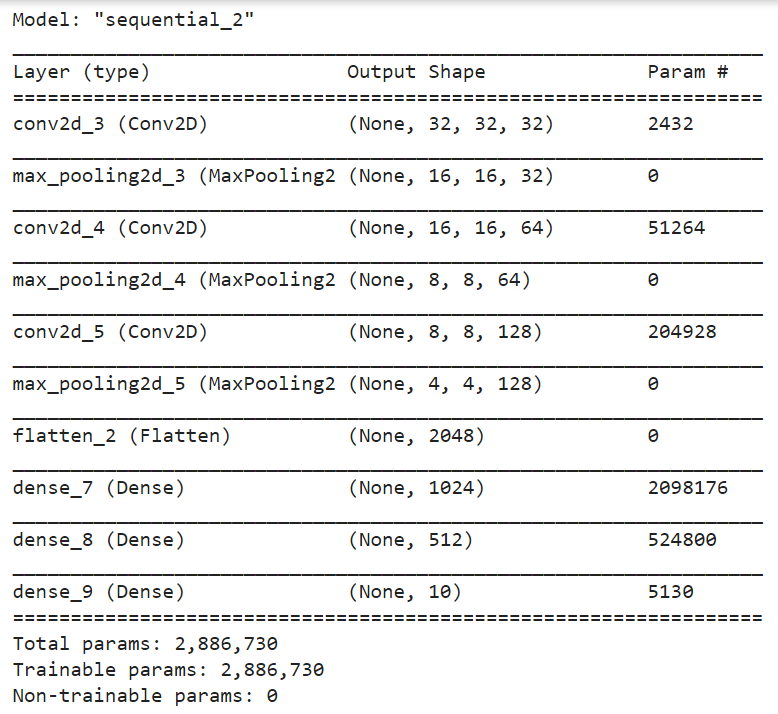 Model: "sequential_2"
_________________________________________________________________
Layer (type)                 Output Shape              Param #
=================================================================
conv2d_3 (Conv2D)            (None, 32, 32, 32)        2432
_________________________________________________________________
max_pooling2d_3 (MaxPooling2 (None, 16, 16, 32)        0
_________________________________________________________________
conv2d_4 (Conv2D)            (None, 16, 16, 64)        51264
_________________________________________________________________
max_pooling2d_4 (MaxPooling2 (None, 8, 8, 64)          0
_________________________________________________________________
conv2d_5 (Conv2D)            (None, 8, 8, 128)         204928
_________________________________________________________________
max_pooling2d_5 (MaxPooling2 (None, 4, 4, 128)         0
_________________________________________________________________
flatten_2 (Flatten)          (None, 2048)              0
_________________________________________________________________
dense_7 (Dense)              (None, 1024)              2098176
_________________________________________________________________
dense_8 (Dense)              (None, 512)               524800
_________________________________________________________________
dense_9 (Dense)              (None, 10)                5130
=================================================================
Total params: 2,886,730
Trainable params: 2,886,730
Non-trainable params: 0